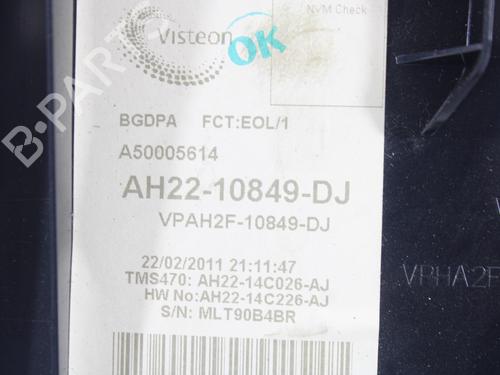 NVM Check
Visteon
OK
BGDPA FCT:EOL/1
A50005614
AH22-10849-DJ
VPAH2F-10849-DJ
22/02/2011 21:11:47
TMS470: AH22-14C026-AJ
HW No:AH22-14C226-AJ
S/N: MLT90B4BR
VPHA2F
B-PARTS